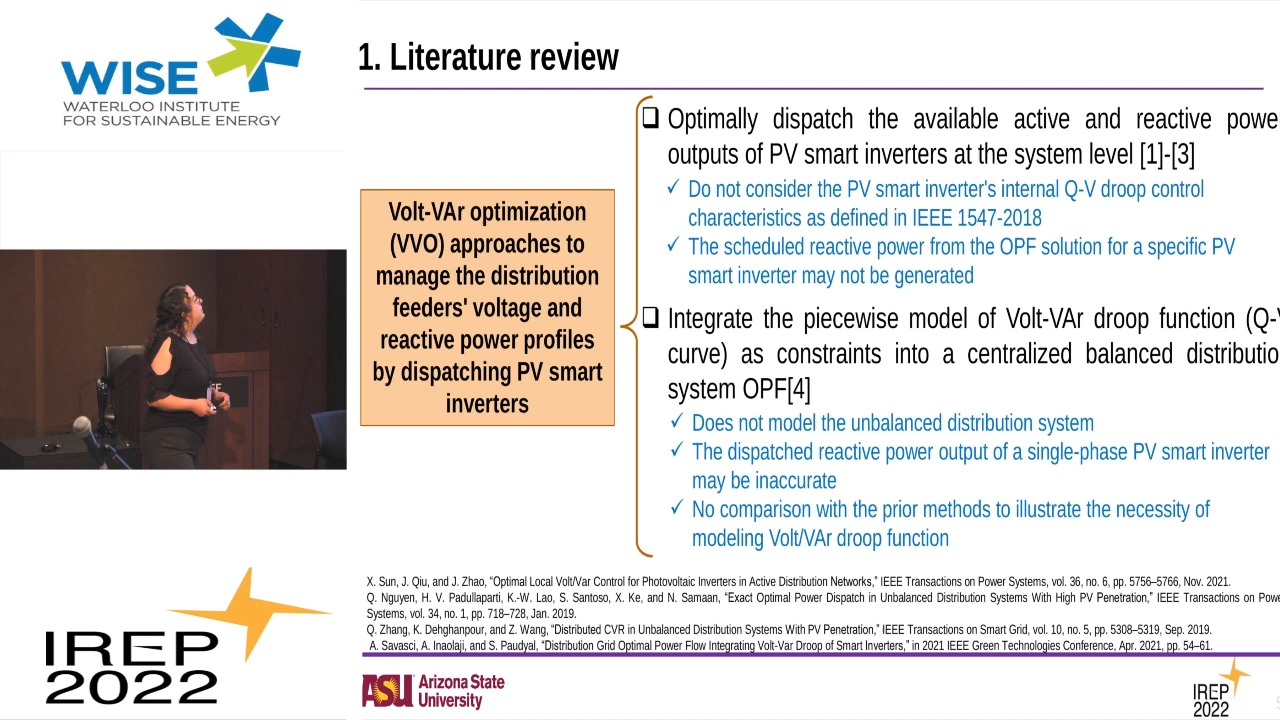 WISE
WATERLOO INSTITUTE
FOR SUSTAINABLE ENERGY
1. Literature review
Volt-VAr optimization
(VVO) approaches to
manage the distribution
feeders' voltage and
reactive power profiles
by dispatching PV smart
inverters
Optimally dispatch the available active and reactive powe
outputs of PV smart inverters at the system level [1]-[3]
Do not consider the PV smart inverter's internal Q-V droop control
characteristics as defined in IEEE 1547-2018
The scheduled reactive power from the OPF solution for a specific PV
smart inverter may not be generated
Integrate the piecewise model of Volt-VAr droop function (Q-V
curve) as constraints into a centralized balanced distributio
system OPF[4]
Does not model the unbalanced distribution system
The dispatched reactive power output of a single-phase PV smart inverter
may be inaccurate
No comparison with the prior methods to illustrate the necessity of
modeling Volt/VAr droop function
X. Sun, J. Qiu, and J. Zhao, “Optimal Local Volt/Var Control for Photovoltaic Inverters in Active Distribution Networks,” IEEE Transactions on Power Systems, vol. 36, no. 6, pp. 5756–5766, Nov. 2021.
Q. Nguyen, H. V. Padullaparti, K.-W. Lao, S. Santoso, X. Ke, and N. Samaan, “Exact Optimal Power Dispatch in Unbalanced Distribution Systems With High PV Penetration,” IEEE Transactions on Powe
Systems, vol. 34, no. 1, pp. 718–728, Jan. 2019.
Q. Zhang, K. Dehghanpour, and Z. Wang, “Distributed CVR in Unbalanced Distribution Systems With PV Penetration,” IEEE Transactions on Smart Grid, vol. 10, no. 5, pp. 5308–5319, Sep. 2019.
A. Savasci, A. Inaolaji, and S. Paudyal, “Distribution Grid Optimal Power Flow Integrating Volt-Var Droop of Smart Inverters,” in 2021 IEEE Green Technologies Conference, Apr. 2021, pp. 54–61.
IREP
2022
ASU Arizona State
University
IREP
2022